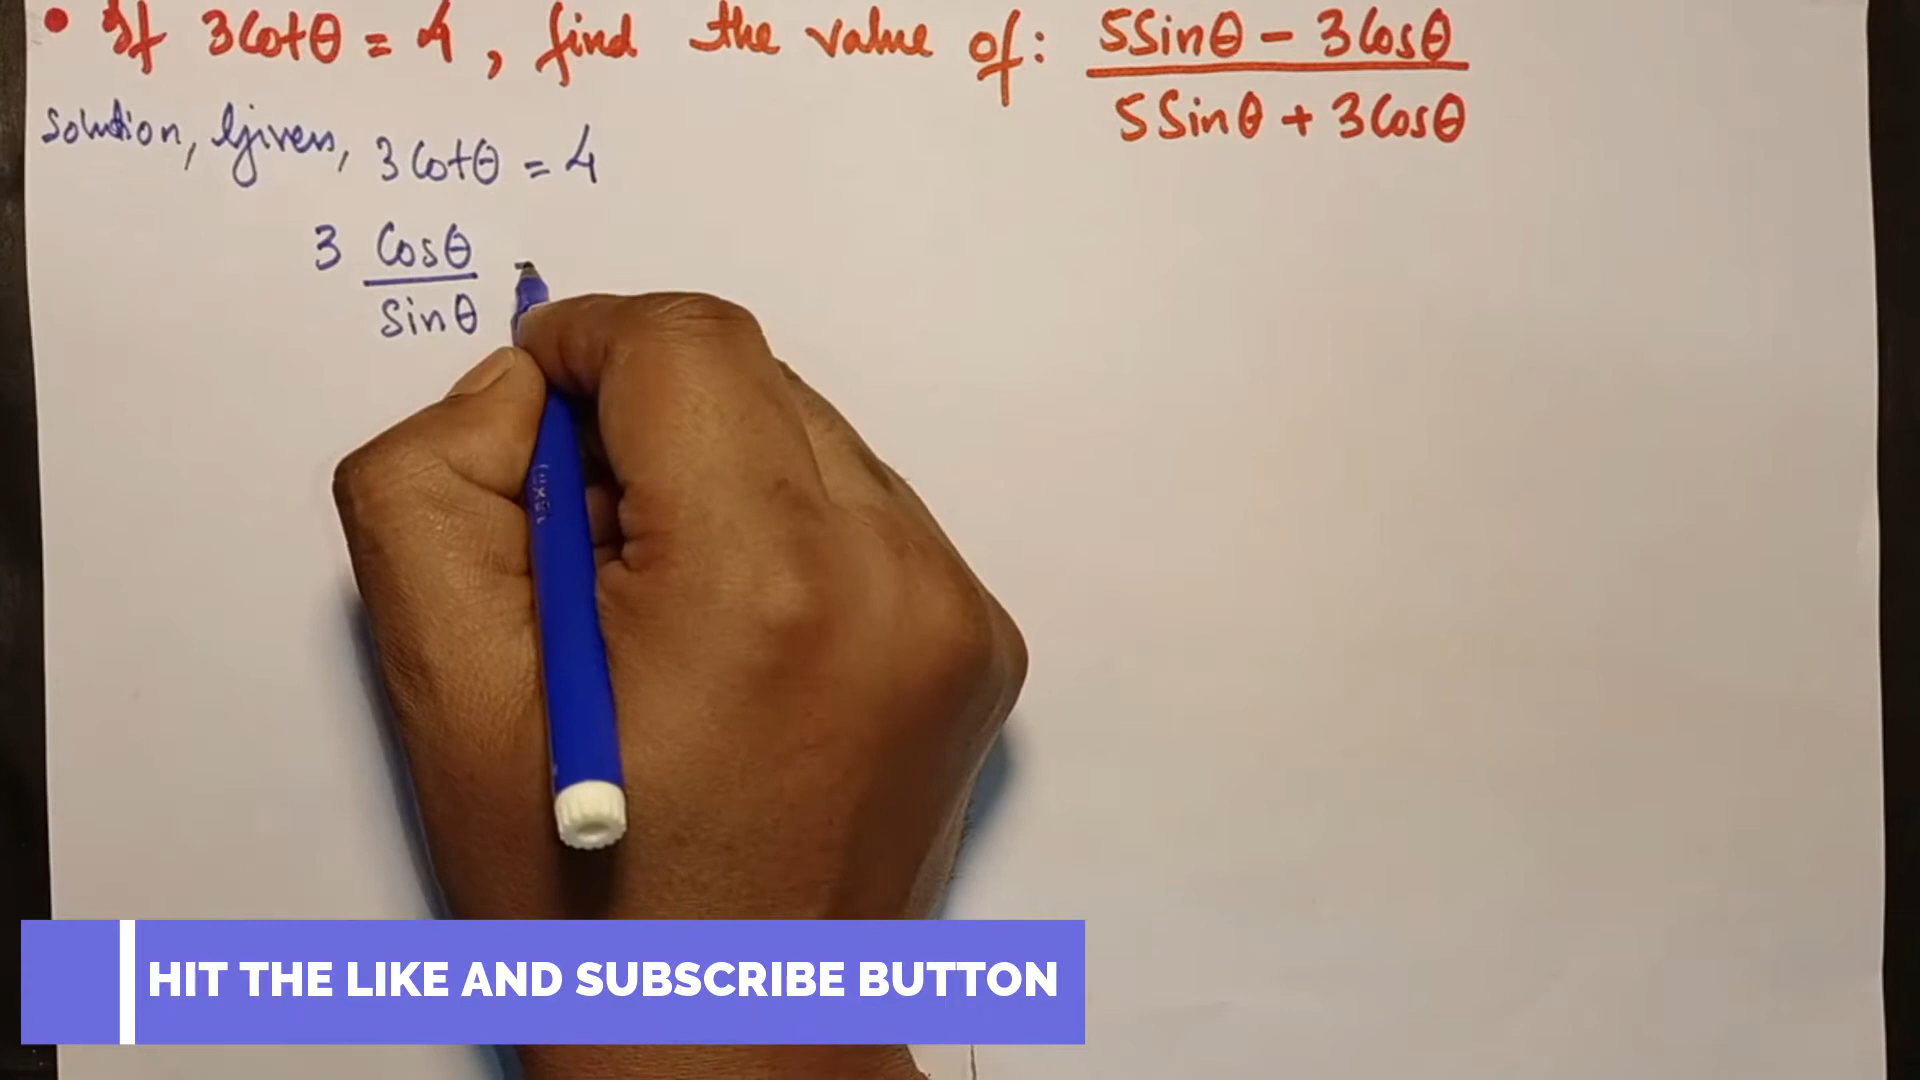 • If 3Cotθ = 4, find the value of: 5Sinθ - 3Cosθ / 5Sinθ + 3Cosθ
Solution, Given, 3Cotθ = 4
3 Cosθ / Sinθ
LUXOR
HIT THE LIKE AND SUBSCRIBE BUTTON